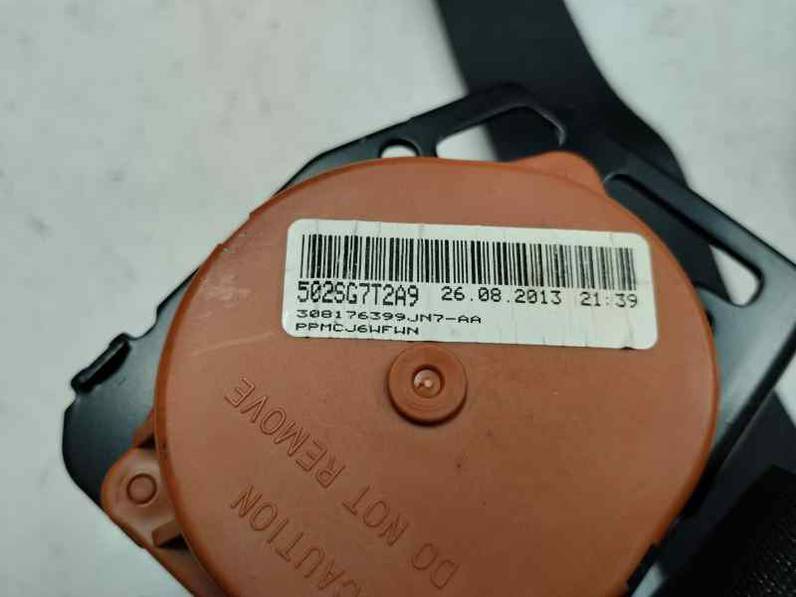 502SG7T2A9 26.08.2013 21:39
308176399JN7-AA
PPMCJ6WFWN
CAUTION
DO NOT REMOVE